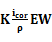 K i_cor/ρ EW